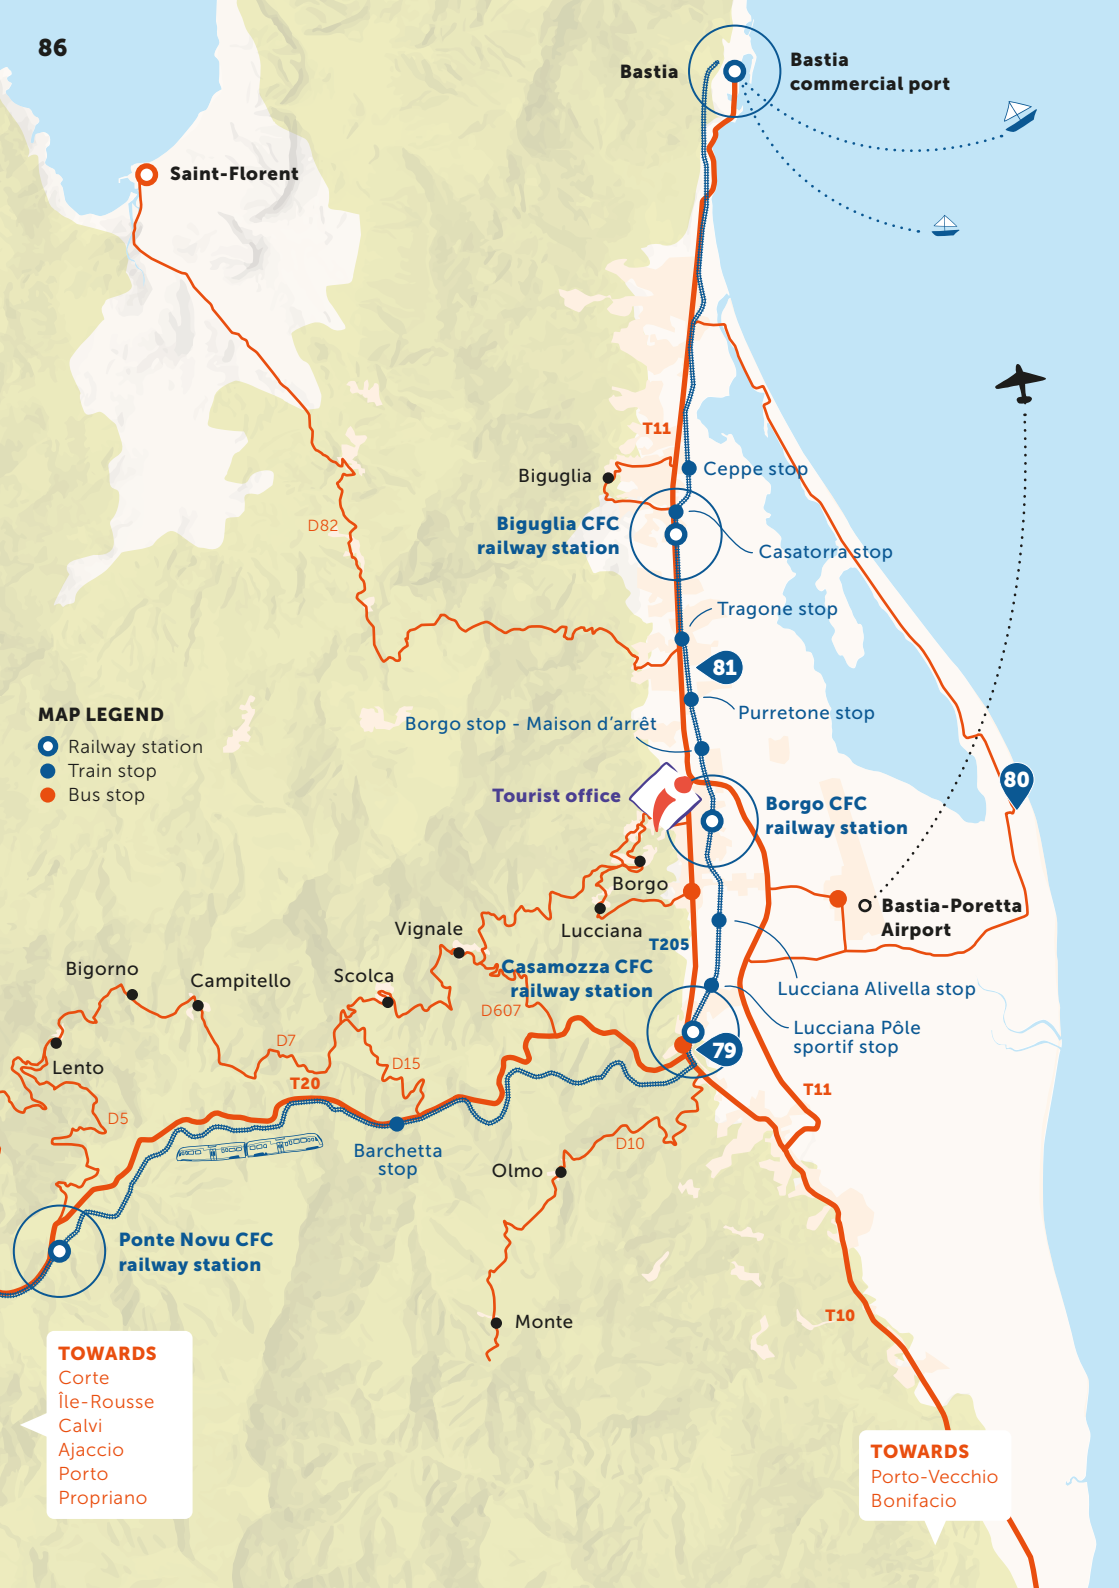 86
Bastia
Bastia
commercial port
Saint-Florent
T11
Biguglia
Ceppe stop
Biguglia CFC
railway station
Casatorra stop
D82
Tragone stop
81
MAP LEGEND
Railway station
Train stop
Bus stop
Borgo stop - Maison d’arrêt
Purretone stop
80
Tourist office
Borgo CFC
railway station
Borgo
Lucciana
Bastia-Poretta
Airport
Vignale
T205
Casamozza CFC
railway station
Bigorno
Campitello
Scolca
Lucciana Alivella stop
D607
Lucciana Pôle
sportif stop
D7
79
Lento
D15
T20
T11
D5
Barchetta
stop
D10
Olmo
Ponte Novu CFC
railway station
Monte
T10
TOWARDS
Corte
Île-Rousse
Calvi
Ajaccio
Porto
Propriano
TOWARDS
Porto-Vecchio
Bonifacio